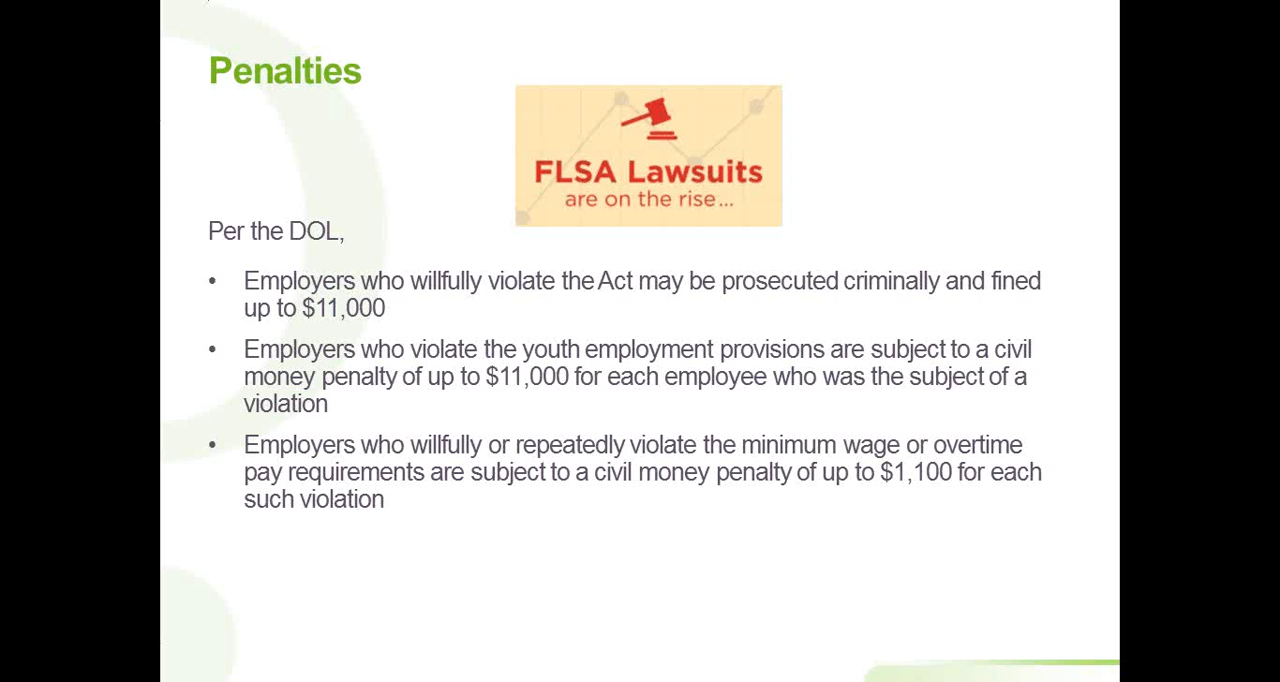 Penalties
FLSA Lawsuits
are on the rise...
Per the DOL,
• Employers who willfully violate the Act may be prosecuted criminally and fined
up to $11,000
• Employers who violate the youth employment provisions are subject to a civil
money penalty of up to $11,000 for each employee who was the subject of a
violation
• Employers who willfully or repeatedly violate the minimum wage or overtime
pay requirements are subject to a civil money penalty of up to $1,100 for each
such violation